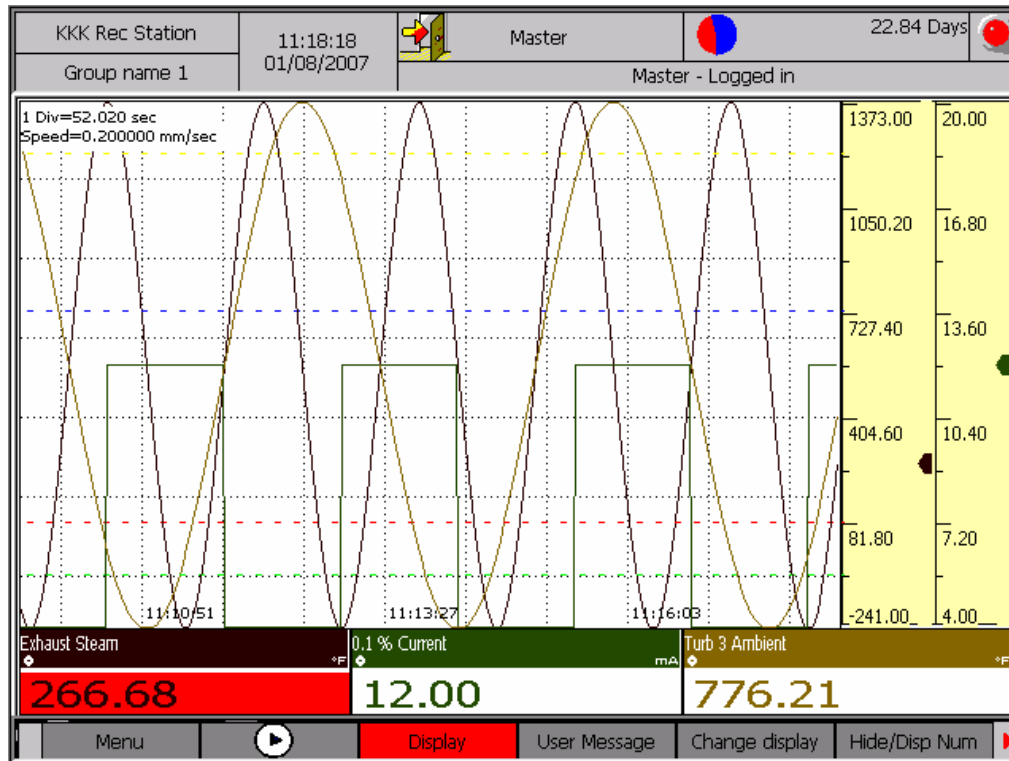 KKK Rec Station
Group name 1
11:18:18
01/08/2007
Master
22.84 Days
Master - Logged in
1 Div=52.020 sec
Speed=0.200000 mm/sec
1373.00
20.00
1050.20
16.80
727.40
13.60
404.60
10.40
81.80
7.20
-241.00
4.00
11:10:51
11:13:27
11:16:03
Exhaust Steam
°F
0.1 % Current
mA
Turb 3 Ambient
°F
266.68
12.00
776.21
Menu
Display
User Message
Change display
Hide/Disp Num